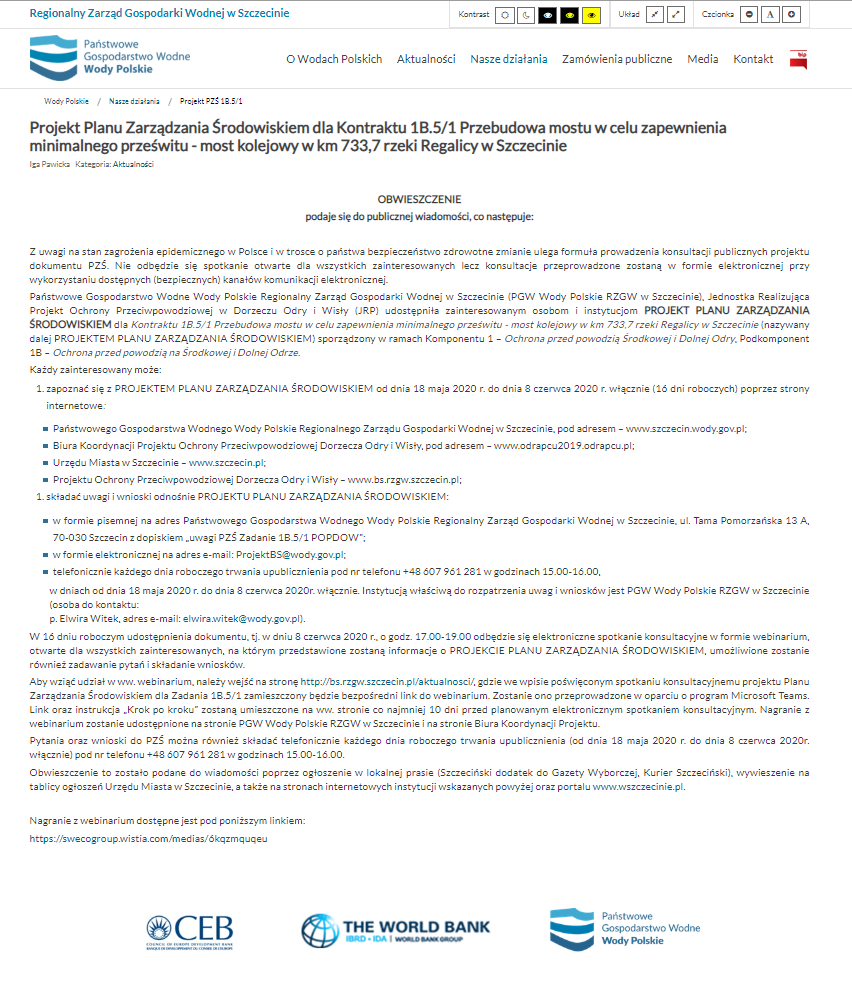 Regionalny Zarząd Gospodarki Wodnej w Szczecinie
Kontrast
Układ
Czcionka
A
Państwowe
Gospodarstwo Wodne
Wody Polskie
O Wodach Polskich Aktualności Nasze działania Zamówienia publiczne Media Kontakt
bip
Wody Polskie / Nasze działania / Projekt PZŚ 1B.5/1
Projekt Planu Zarządzania Środowiskiem dla Kontraktu 1B.5/1 Przebudowa mostu w celu zapewnienia
minimalnego prześwitu - most kolejowy w km 733,7 rzeki Regalicy w Szczecinie
Iga Pawicka Kategoria: Aktualności
OBWIESZCZENIE
podaje się do publicznej wiadomości, co następuje:
Z uwagi na stan zagrożenia epidemicznego w Polsce i w trosce o państwa bezpieczeństwo zdrowotne zmianie ulega formuła prowadzenia konsultacji publicznych projektu
dokumentu PZŚ. Nie odbędzie się spotkanie otwarte dla wszystkich zainteresowanych lecz konsultacje przeprowadzone zostaną w formie elektronicznej przy
wykorzystaniu dostępnych (bezpiecznych) kanałów komunikacji elektronicznej.
Państwowe Gospodarstwo Wodne Wody Polskie Regionalny Zarząd Gospodarki Wodnej w Szczecinie (PGW Wody Polskie RZGW w Szczecinie), Jednostka Realizująca
Projekt Ochrony Przeciwpowodziowej w Dorzeczu Odry i Wisły (JRP) udostępniła zainteresowanym osobom i instytucjom PROJEKT PLANU ZARZĄDZANIA
ŚRODOWISKIEM dla Kontraktu 1B.5/1 Przebudowa mostu w celu zapewnienia minimalnego prześwitu - most kolejowy w km 733,7 rzeki Regalicy w Szczecinie (nazywany
dalej PROJEKTEM PLANU ZARZĄDZANIA ŚRODOWISKIEM) sporządzony w ramach Komponentu 1 – Ochrona przed powodzią Środkowej i Dolnej Odry, Podkomponent
1B – Ochrona przed powodzią na Środkowej i Dolnej Odrze.
Każdy zainteresowany może:
1. zapoznać się z PROJEKTEM PLANU ZARZĄDZANIA ŚRODOWISKIEM od dnia 18 maja 2020 r. do dnia 8 czerwca 2020 r. włącznie (16 dni roboczych) poprzez strony
internetowe:
Państwowego Gospodarstwa Wodnego Wody Polskie Regionalnego Zarządu Gospodarki Wodnej w Szczecinie, pod adresem – www.szczecin.wody.gov.pl;
Biura Koordynacji Projektu Ochrony Przeciwpowodziowej Dorzecza Odry i Wisły, pod adresem – www.odrapcu2019.odrapcu.pl;
Urzędu Miasta w Szczecinie – www.szczecin.pl;
Projektu Ochrony Przeciwpowodziowej Dorzecza Odry i Wisły – www.bs.rzgw.szczecin.pl;
1. składać uwagi i wnioski odnośnie PROJEKTU PLANU ZARZĄDZANIA ŚRODOWISKIEM:
w formie pisemnej na adres Państwowego Gospodarstwa Wodnego Wody Polskie Regionalny Zarząd Gospodarki Wodnej w Szczecinie, ul. Tama Pomorzańska 13 A,
70-030 Szczecin z dopiskiem „uwagi PZŚ Zadanie 1B.5/1 POPDOW”;
w formie elektronicznej na adres e-mail: ProjektBS@wody.gov.pl;
telefonicznie każdego dnia roboczego trwania upublicznienia pod nr telefonu +48 607 961 281 w godzinach 15.00-16.00,
w dniach od dnia 18 maja 2020 r. do dnia 8 czerwca 2020r. włącznie. Instytucją właściwą do rozpatrzenia uwag i wniosków jest PGW Wody Polskie RZGW w Szczecinie
(osoba do kontaktu:
p. Elwira Witek, adres e-mail: elwira.witek@wody.gov.pl).
W 16 dniu roboczym udostępnienia dokumentu, tj. w dniu 8 czerwca 2020 r., o godz. 17.00-19.00 odbędzie się elektroniczne spotkanie konsultacyjne w formie webinarium,
otwarte dla wszystkich zainteresowanych, na którym przedstawione zostaną informacje o PROJEKCIE PLANU ZARZĄDZANIA ŚRODOWISKIEM, umożliwione zostanie
również zadawanie pytań i składanie wniosków.
Aby wziąć udział w ww. webinarium, należy wejść na stronę http://bs.rzgw.szczecin.pl/aktualnosci/, gdzie we wpisie poświęconym spotkaniu konsultacyjnemu projektu Planu
Zarządzania Środowiskiem dla Zadania 1B.5/1 zamieszczony będzie bezpośredni link do webinarium. Zostanie ono przeprowadzone w oparciu o program Microsoft Teams.
Link oraz instrukcja „Krok po kroku” zostaną umieszczone na ww. stronie co najmniej 10 dni przed planowanym elektronicznym spotkaniem konsultacyjnym. Nagranie z
webinarium zostanie udostępnione na stronie PGW Wody Polskie RZGW w Szczecinie i na stronie Biura Koordynacji Projektu.
Pytania oraz wnioski do PZŚ można również składać telefonicznie każdego dnia roboczego trwania upublicznienia (od dnia 18 maja 2020 r. do dnia 8 czerwca 2020r.
włącznie) pod nr telefonu +48 607 961 281 w godzinach 15.00-16.00.
Obwieszczenie to zostało podane do wiadomości poprzez ogłoszenie w lokalnej prasie (Szczeciński dodatek do Gazety Wyborczej, Kurier Szczeciński), wywieszenie na
tablicy ogłoszeń Urzędu Miasta w Szczecinie, a także na stronach internetowych instytucji wskazanych powyżej oraz portalu www.wszczecinie.pl.
Nagranie z webinarium dostępne jest pod poniższym linkiem:
https://swecogroup.wistia.com/medias/6kqzmquqeu
CEB
COUNCIL OF EUROPE DEVELOPMENT BANK
BANQUE DE DÉVELOPPEMENT DU CONSEIL DE L'EUROPE
THE WORLD BANK
IBRD • IDA | WORLD BANK GROUP
Państwowe
Gospodarstwo Wodne
Wody Polskie